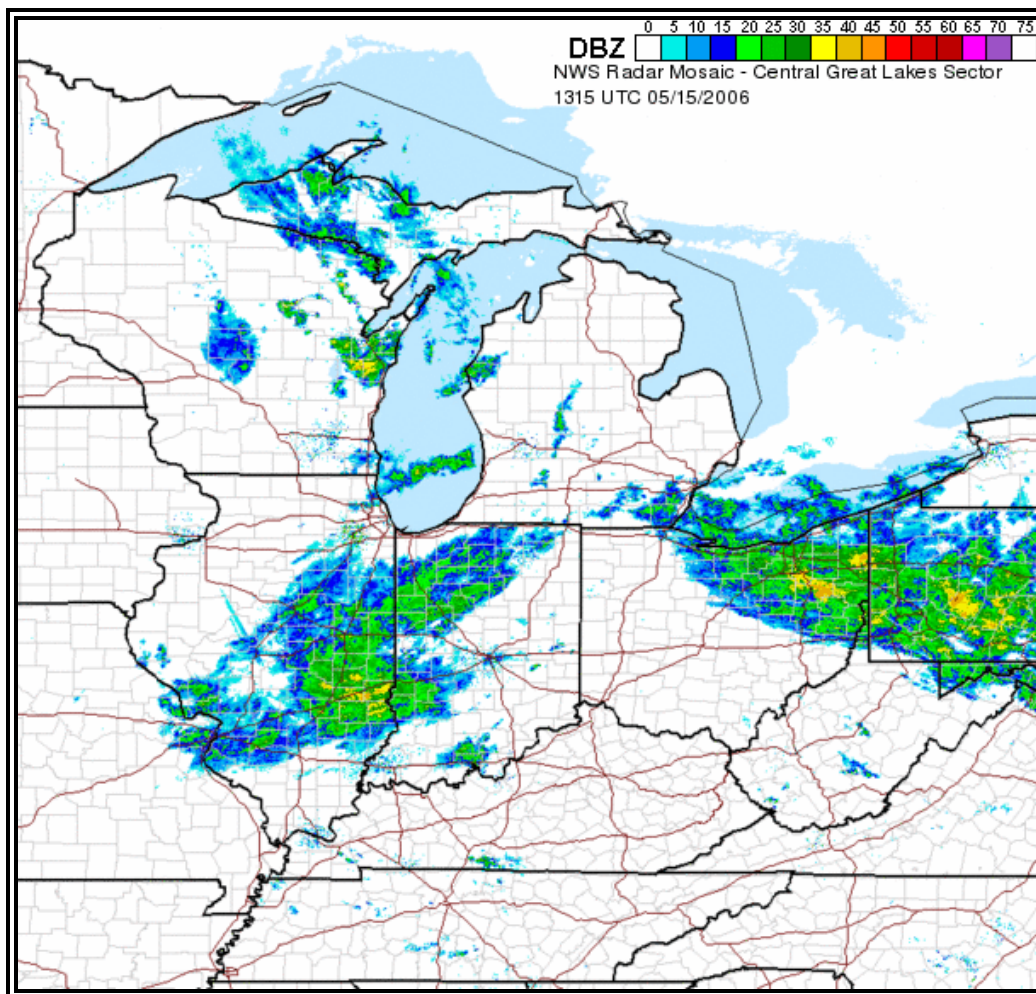 0 5 10 15 20 25 30 35 40 45 50 55 60 65 70 75
DBZ
NWS Radar Mosaic - Central Great Lakes Sector
1315 UTC 05/15/2006